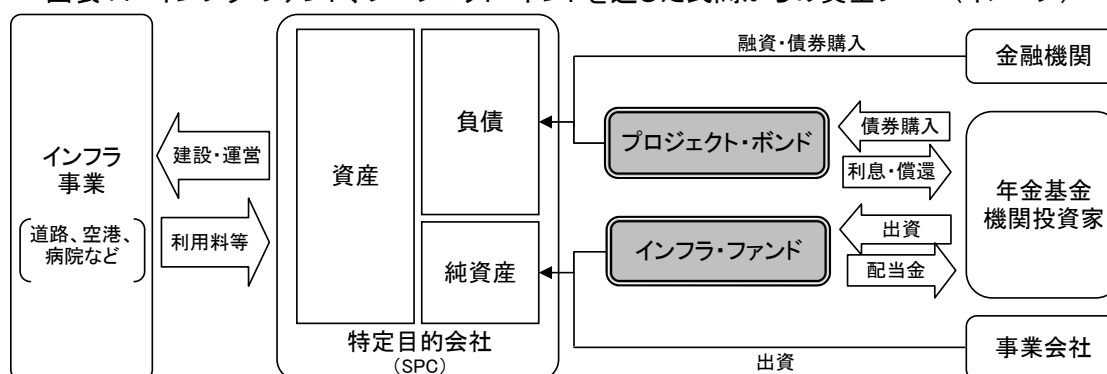 インフラ
事業
道路、空港、
病院など
建設・運営
利用料等
資産
負債
純資産
特定目的会社
(SPC)
融資・債券購入
プロジェクト・ボンド
インフラ・ファンド
出資
債券購入
利息・償還
出資
配当金
金融機関
年金基金
機関投資家
事業会社